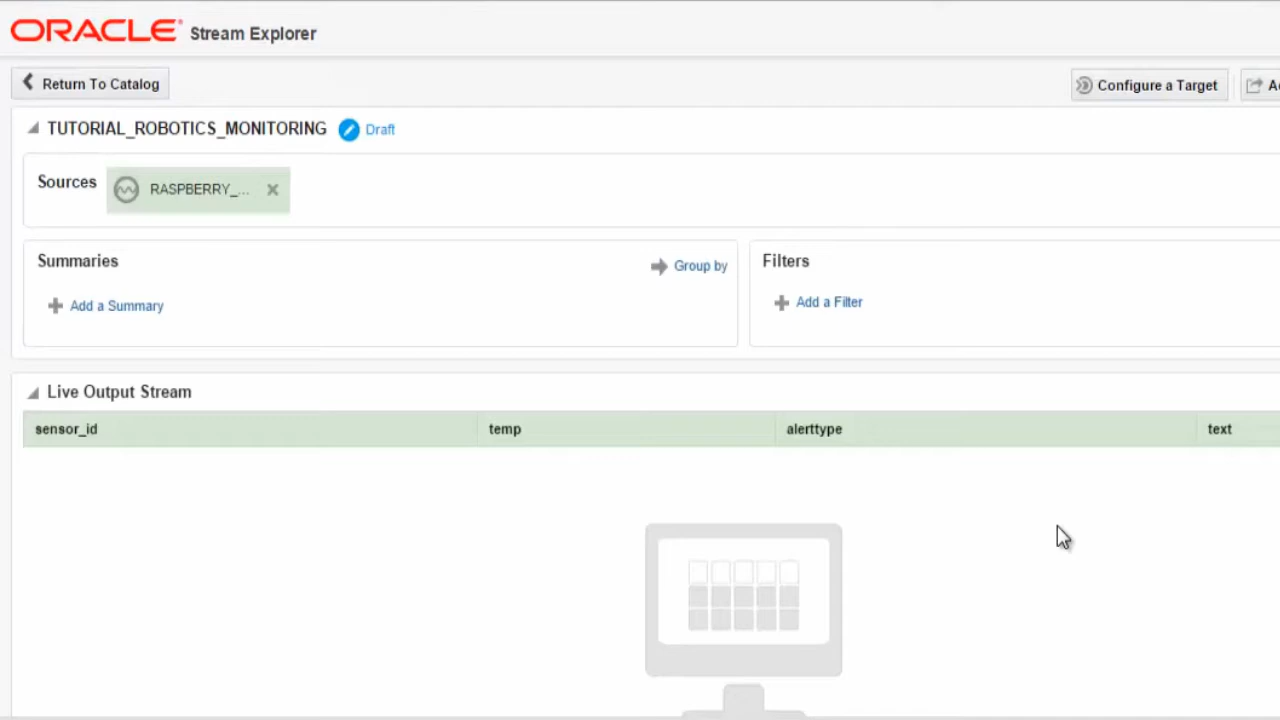 ORACLE Stream Explorer
Return To Catalog
Configure a Target
TUTORIAL_ROBOTICS_MONITORING Draft
Sources RASPBERRY_...
Summaries
Group by
Add a Summary
Filters
Add a Filter
Live Output Stream
sensor_id temp alerttype text